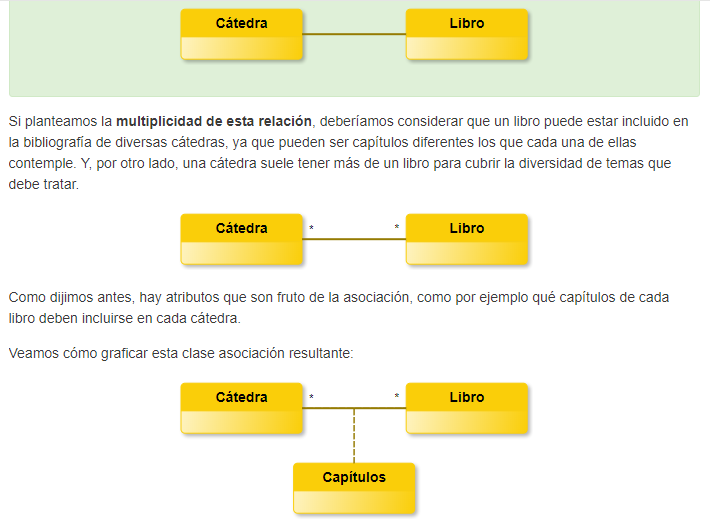 Cátedra Libro
Si planteamos la multiplicidad de esta relación, deberíamos considerar que un libro puede estar incluido en
la bibliografía de diversas cátedras, ya que pueden ser capítulos diferentes los que cada una de ellas
contemple. Y, por otro lado, una cátedra suele tener más de un libro para cubrir la diversidad de temas que
debe tratar.
Cátedra * * Libro
Como dijimos antes, hay atributos que son fruto de la asociación, como por ejemplo qué capítulos de cada
libro deben incluirse en cada cátedra.
Veamos cómo graficar esta clase asociación resultante:
Cátedra * * Libro
Capítulos